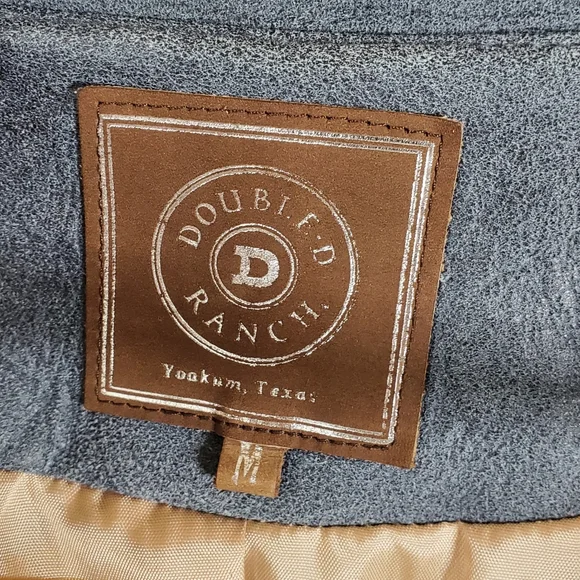 DOUBLE·D
RANCH.
D
Yoakum, Texas
M